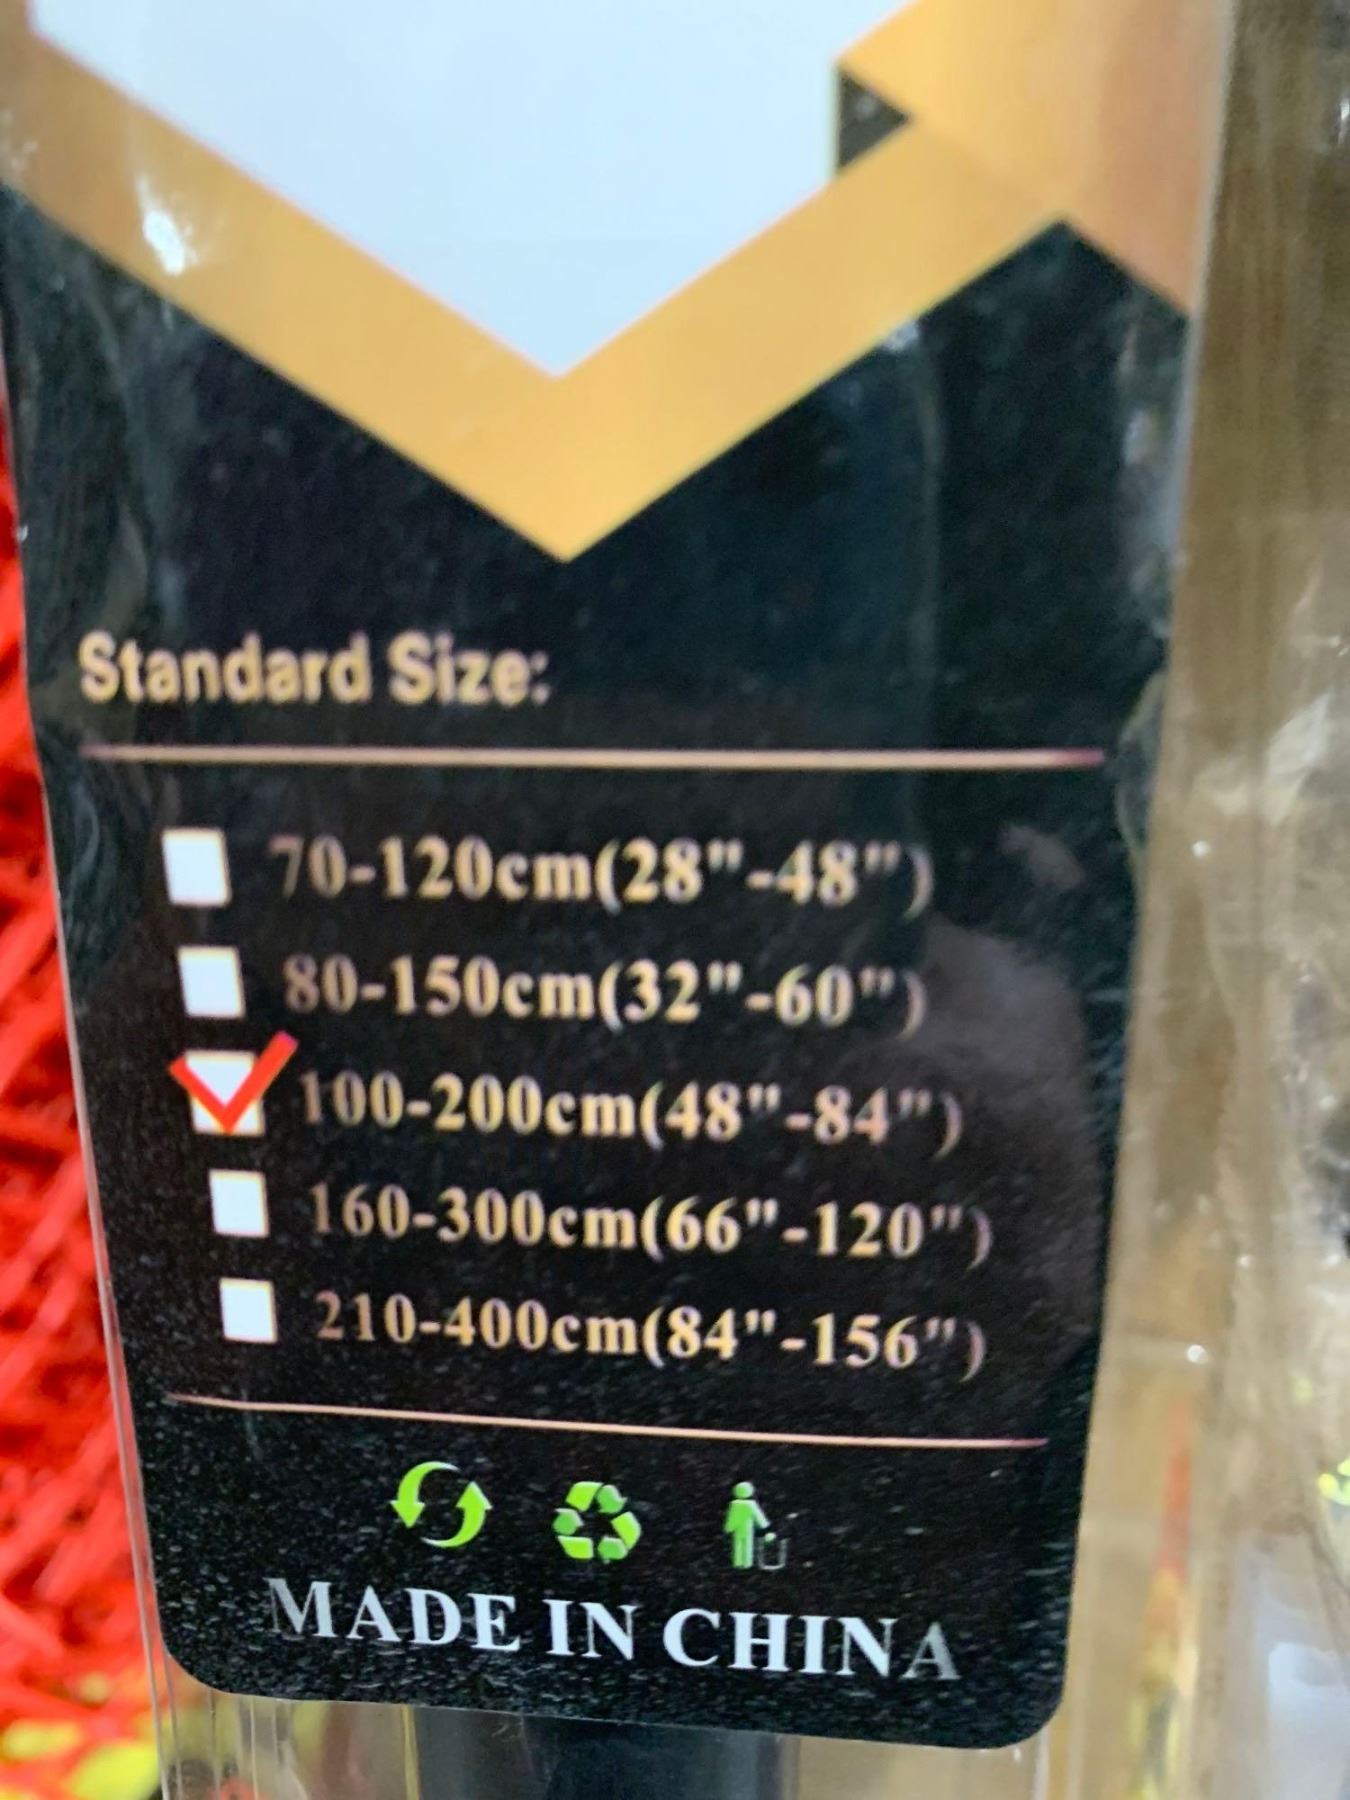 Standard Size:
70-120cm(28"-48")
80-150cm(32"-60")
100-200cm(48"-84")
160-300cm(66"-120")
210-400cm(84"-156")
MADE IN CHINA